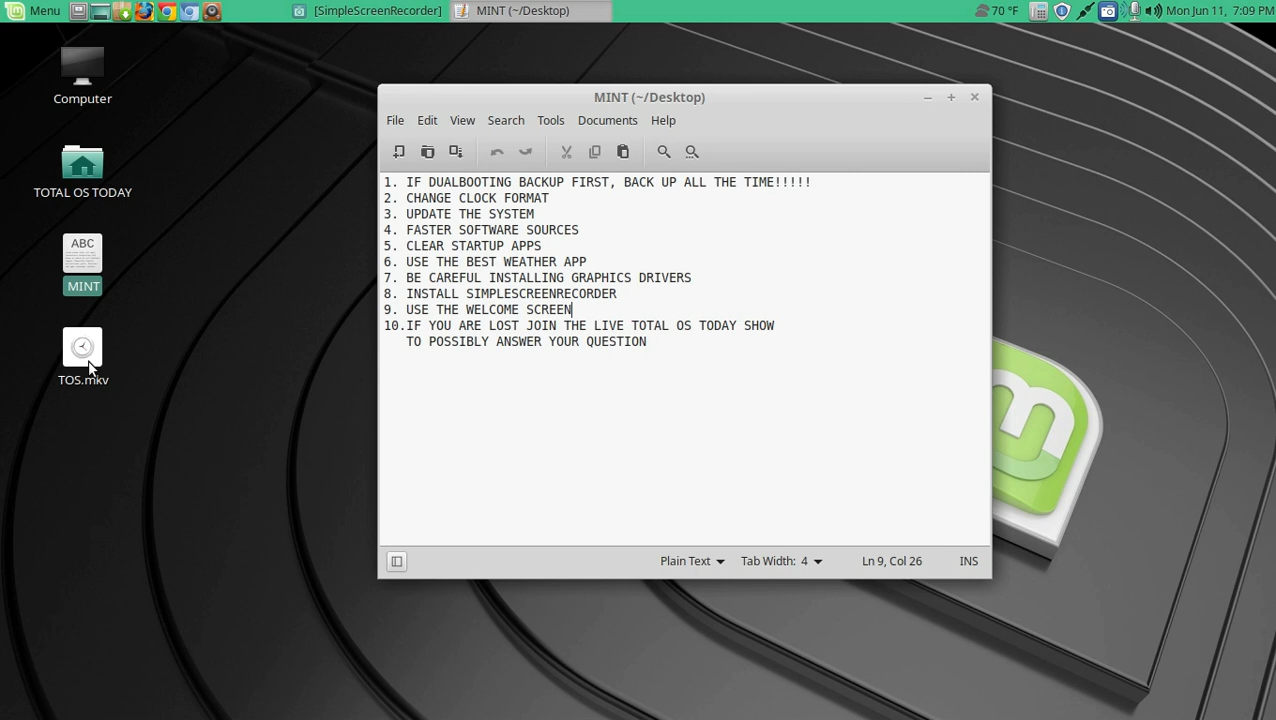 Menu
[SimpleScreenRecorder]
MINT (~/Desktop)
70 °F
Mon Jun 11, 7:09 PM
Computer
TOTAL OS TODAY
ABC
MINT
TOS.mkv
MINT (~/Desktop)
File Edit View Search Tools Documents Help
1. IF DUALBOOTING BACKUP FIRST, BACK UP ALL THE TIME!!!!!
2. CHANGE CLOCK FORMAT
3. UPDATE THE SYSTEM
4. FASTER SOFTWARE SOURCES
5. CLEAR STARTUP APPS
6. USE THE BEST WEATHER APP
7. BE CAREFUL INSTALLING GRAPHICS DRIVERS
8. INSTALL SIMPLESCREENRECORDER
9. USE THE WELCOME SCREEN
10.IF YOU ARE LOST JOIN THE LIVE TOTAL OS TODAY SHOW
TO POSSIBLY ANSWER YOUR QUESTION
Plain Text Tab Width: 4 Ln 9, Col 26 INS